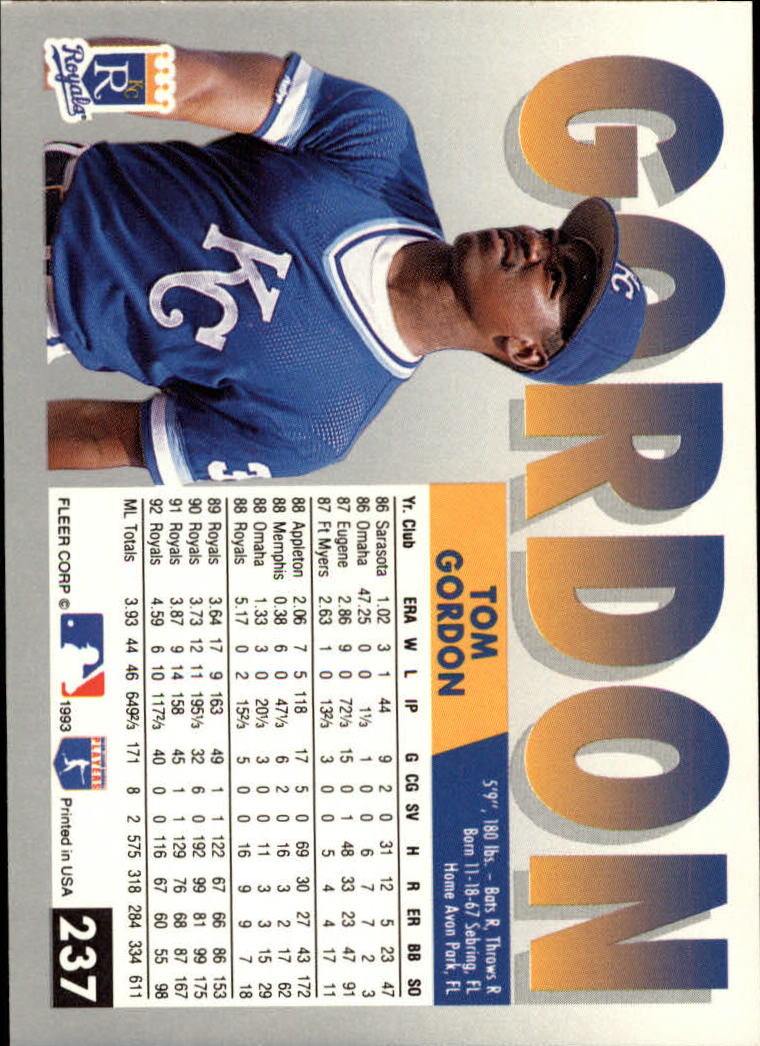 GORDON
KC
Royals
KC
R
Royals
KC
3
TOM
GORDON
5'9", 180 lbs. – Bats R, Throws R
Born 11-18-67 Sebring, FL
Home Avon Park, FL
Yr. Club ERA W L IP G CG SV H R ER BB SO
86 Sarasota 1.02 3 1 44 9 2 0 31 12 5 23 47
86 Omaha 47.25 0 0 1⅓ 1 0 0 6 7 7 2 3
87 Eugene 2.86 9 0 72⅓ 15 0 1 48 33 23 47 91
87 Ft Myers 2.63 1 0 13⅔ 3 0 0 5 4 4 17 11
88 Appleton 2.06 7 5 118 17 5 0 69 30 27 43 172
88 Memphis 0.38 6 0 47⅓ 6 2 0 16 3 2 17 62
88 Omaha 1.33 3 0 20⅓ 3 0 0 11 3 3 15 29
88 Royals 5.17 0 2 15⅔ 5 0 0 16 9 9 7 18
89 Royals 3.64 17 9 163 49 1 1 122 67 66 86 153
90 Royals 3.73 12 11 195⅓ 32 6 0 192 99 81 99 175
91 Royals 3.87 9 14 158 45 1 1 129 76 68 87 167
92 Royals 4.59 6 10 117⅔ 40 0 0 116 67 60 55 98
ML Totals 3.93 44 46 649⅔ 171 8 2 575 318 284 334 611
FLEER CORP © 1993 PLAYERS Printed in USA 237